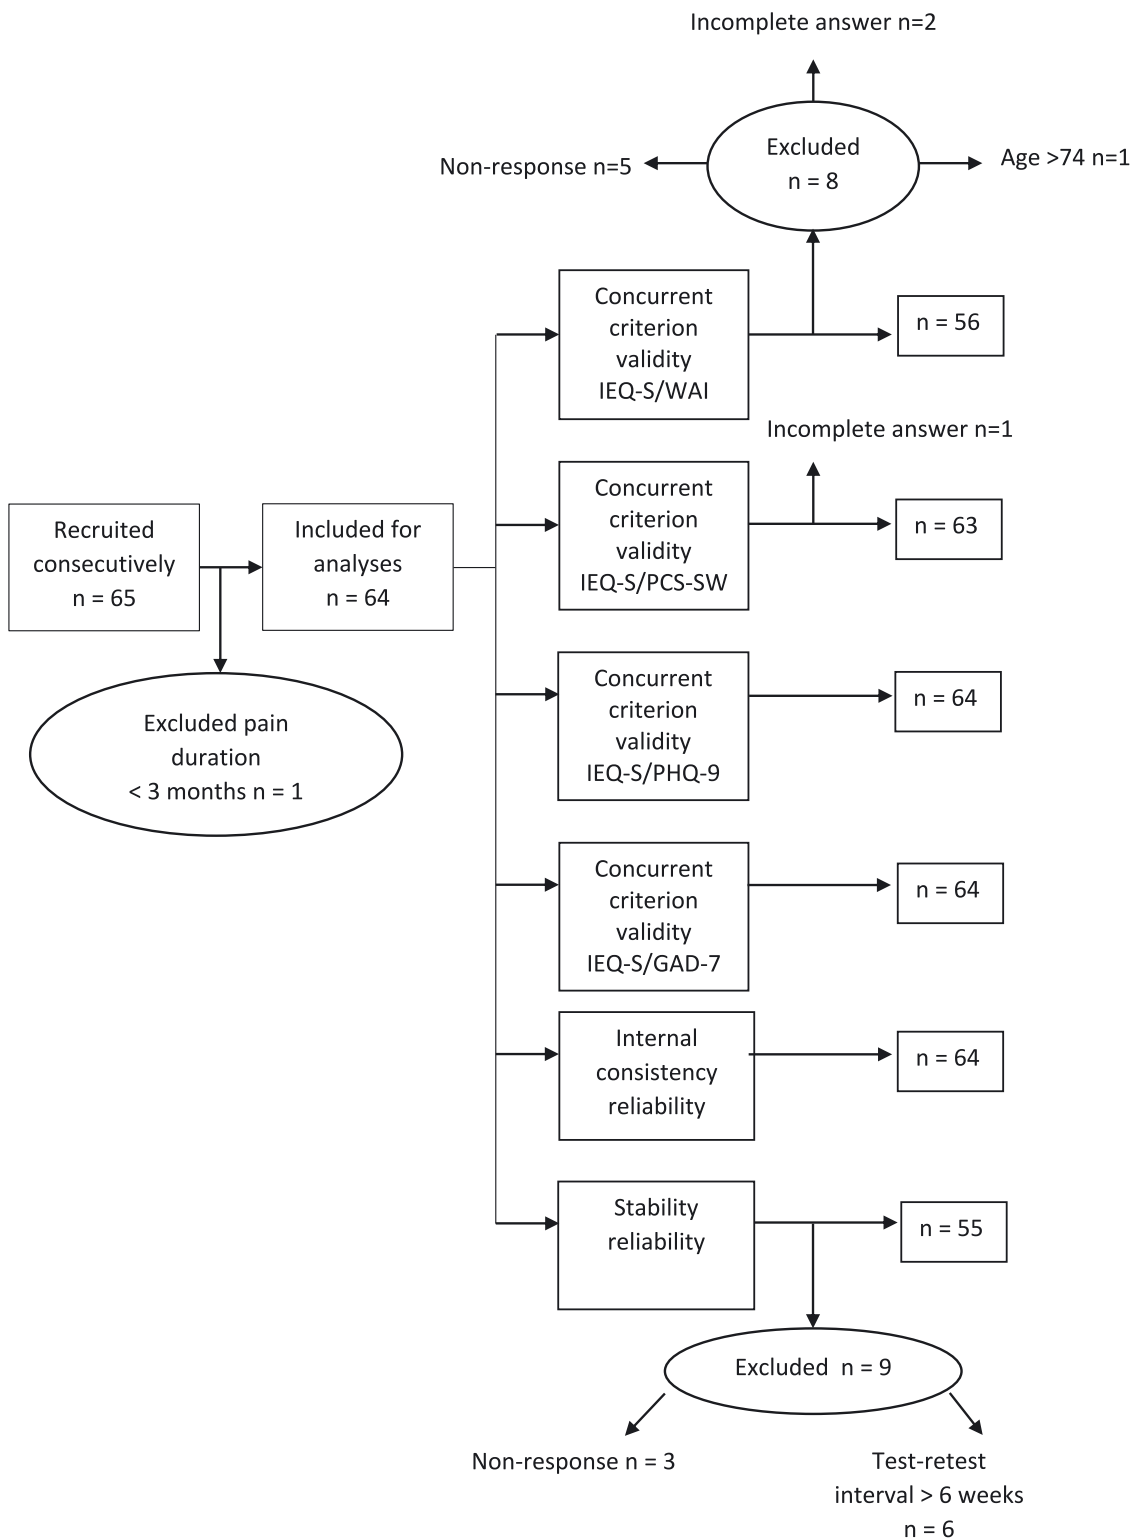 Incomplete answer n=2
Excluded
n = 8
Non-response n=5
Age >74 n=1
Concurrent
criterion
validity
IEQ-S/WAI
n = 56
Incomplete answer n=1
Concurrent
criterion
validity
IEQ-S/PCS-SW
n = 63
Recruited
consecutively
n = 65
Included for
analyses
n = 64
Excluded pain
duration
< 3 months n = 1
Concurrent
criterion
validity
IEQ-S/PHQ-9
n = 64
Concurrent
criterion
validity
IEQ-S/GAD-7
n = 64
Internal
consistency
reliability
n = 64
Stability
reliability
n = 55
Excluded n = 9
Non-response n = 3
Test-retest
interval > 6 weeks
n = 6